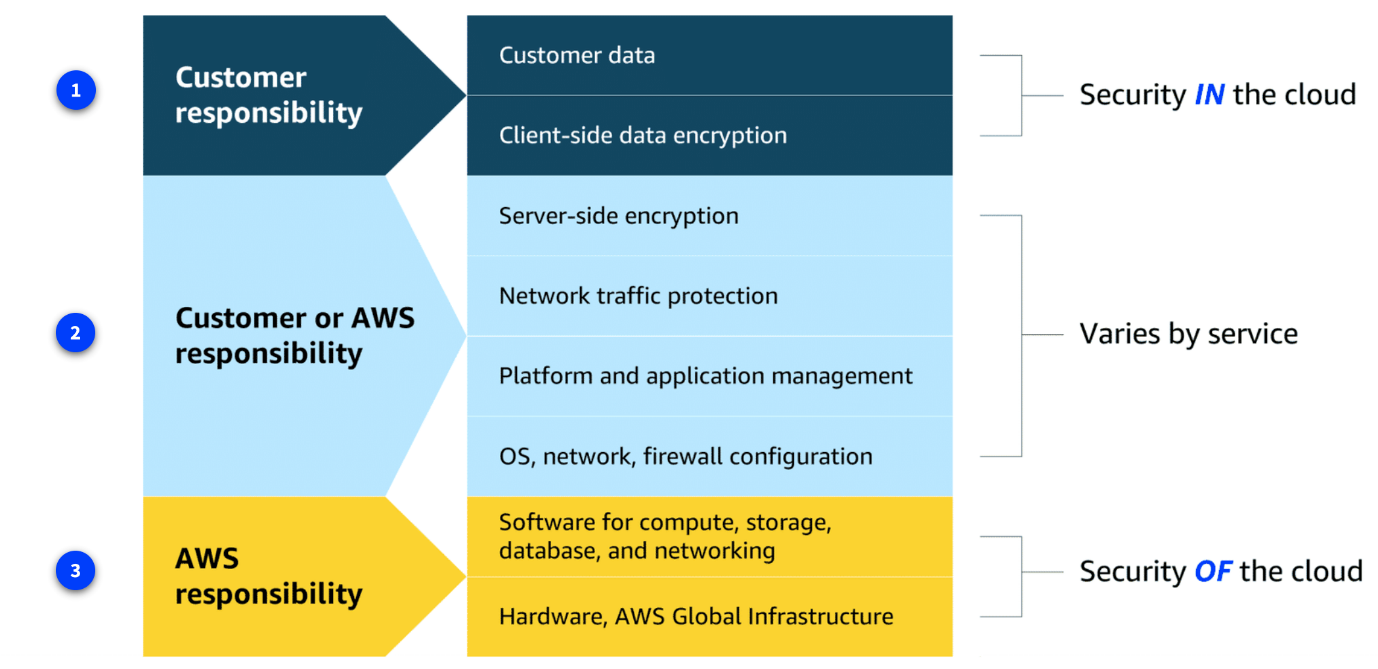 1
Customer
responsibility
Customer data
Client-side data encryption
Security IN the cloud
2
Customer or AWS
responsibility
Server-side encryption
Network traffic protection
Platform and application management
OS, network, firewall configuration
Varies by service
3
AWS
responsibility
Software for compute, storage,
database, and networking
Hardware, AWS Global Infrastructure
Security OF the cloud